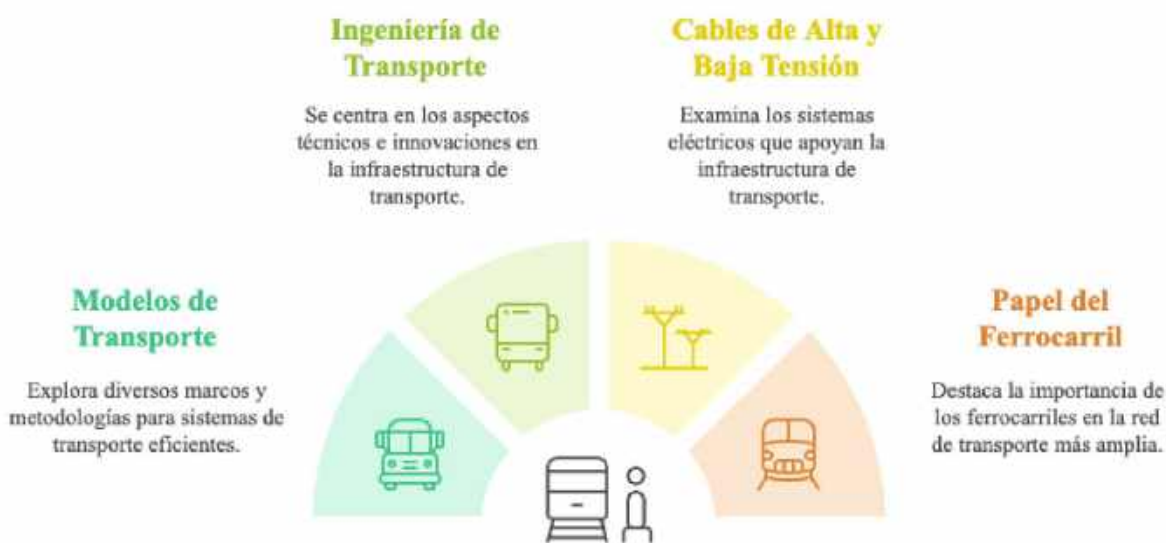 Ingeniería de
Transporte
Se centra en los aspectos
técnicos e innovaciones en
la infraestructura de
transporte.
Cables de Alta y
Baja Tensión
Examina los sistemas
eléctricos que apoyan la
infraestructura de
transporte.
Modelos de
Transporte
Explora diversos marcos y
metodologías para sistemas de
transporte eficientes.
Papel del
Ferrocarril
Destaca la importancia de
los ferrocarriles en la red
de transporte más amplia.